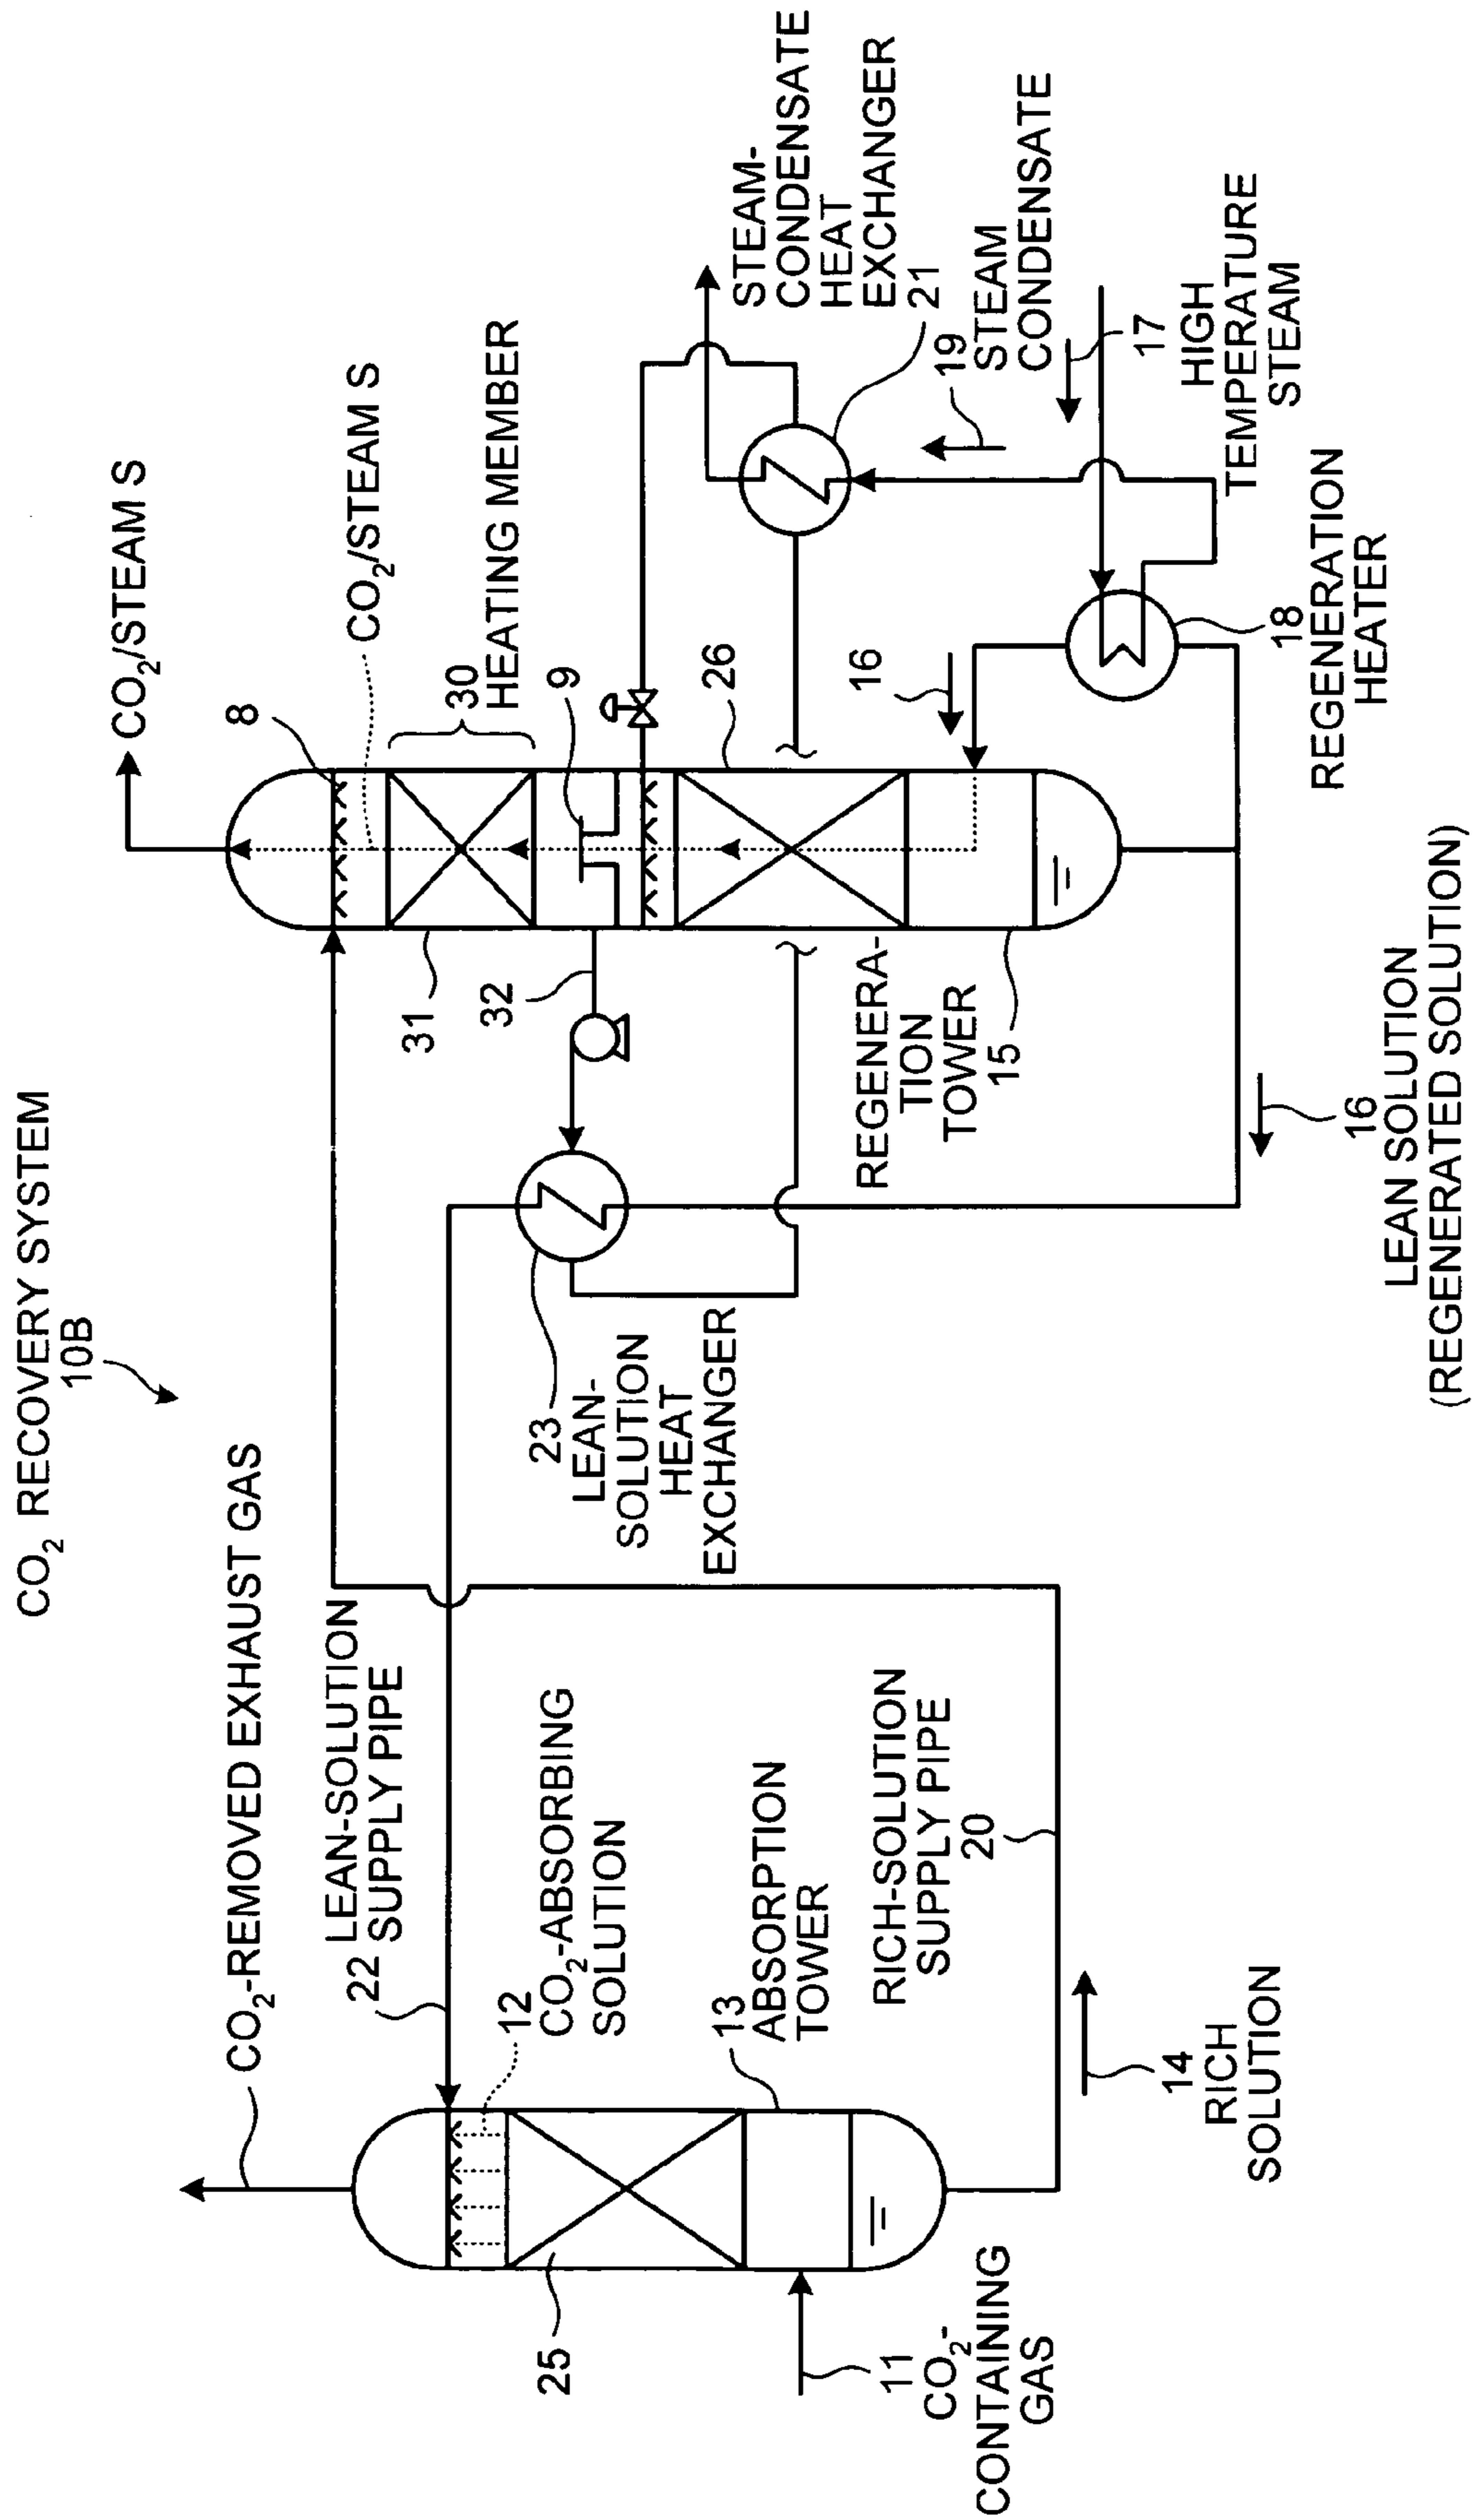 CO2 RECOVERY SYSTEM
10B
CO2-REMOVED EXHAUST GAS
CO2/STEAM S
8
CO2/STEAM S
30
HEATING MEMBER
9
31
32
26
LEAN-SOLUTION
22 SUPPLY PIPE
12
CO2-ABSORBING
SOLUTION
23
LEAN-
SOLUTION
HEAT
EXCHANGER
STEAM-
CONDENSATE
HEAT
EXCHANGER
21
25
13
ABSORPTION
TOWER
REGENERA-
TION
TOWER
15
16
19
STEAM
CONDENSATE
RICH-SOLUTION
SUPPLY PIPE
20
11
CO2-
CONTAINING
GAS
14
RICH
SOLUTION
17
HIGH
TEMPERATURE
STEAM
18
REGENERATION
HEATER
16
LEAN SOLUTION
(REGENERATED SOLUTION)